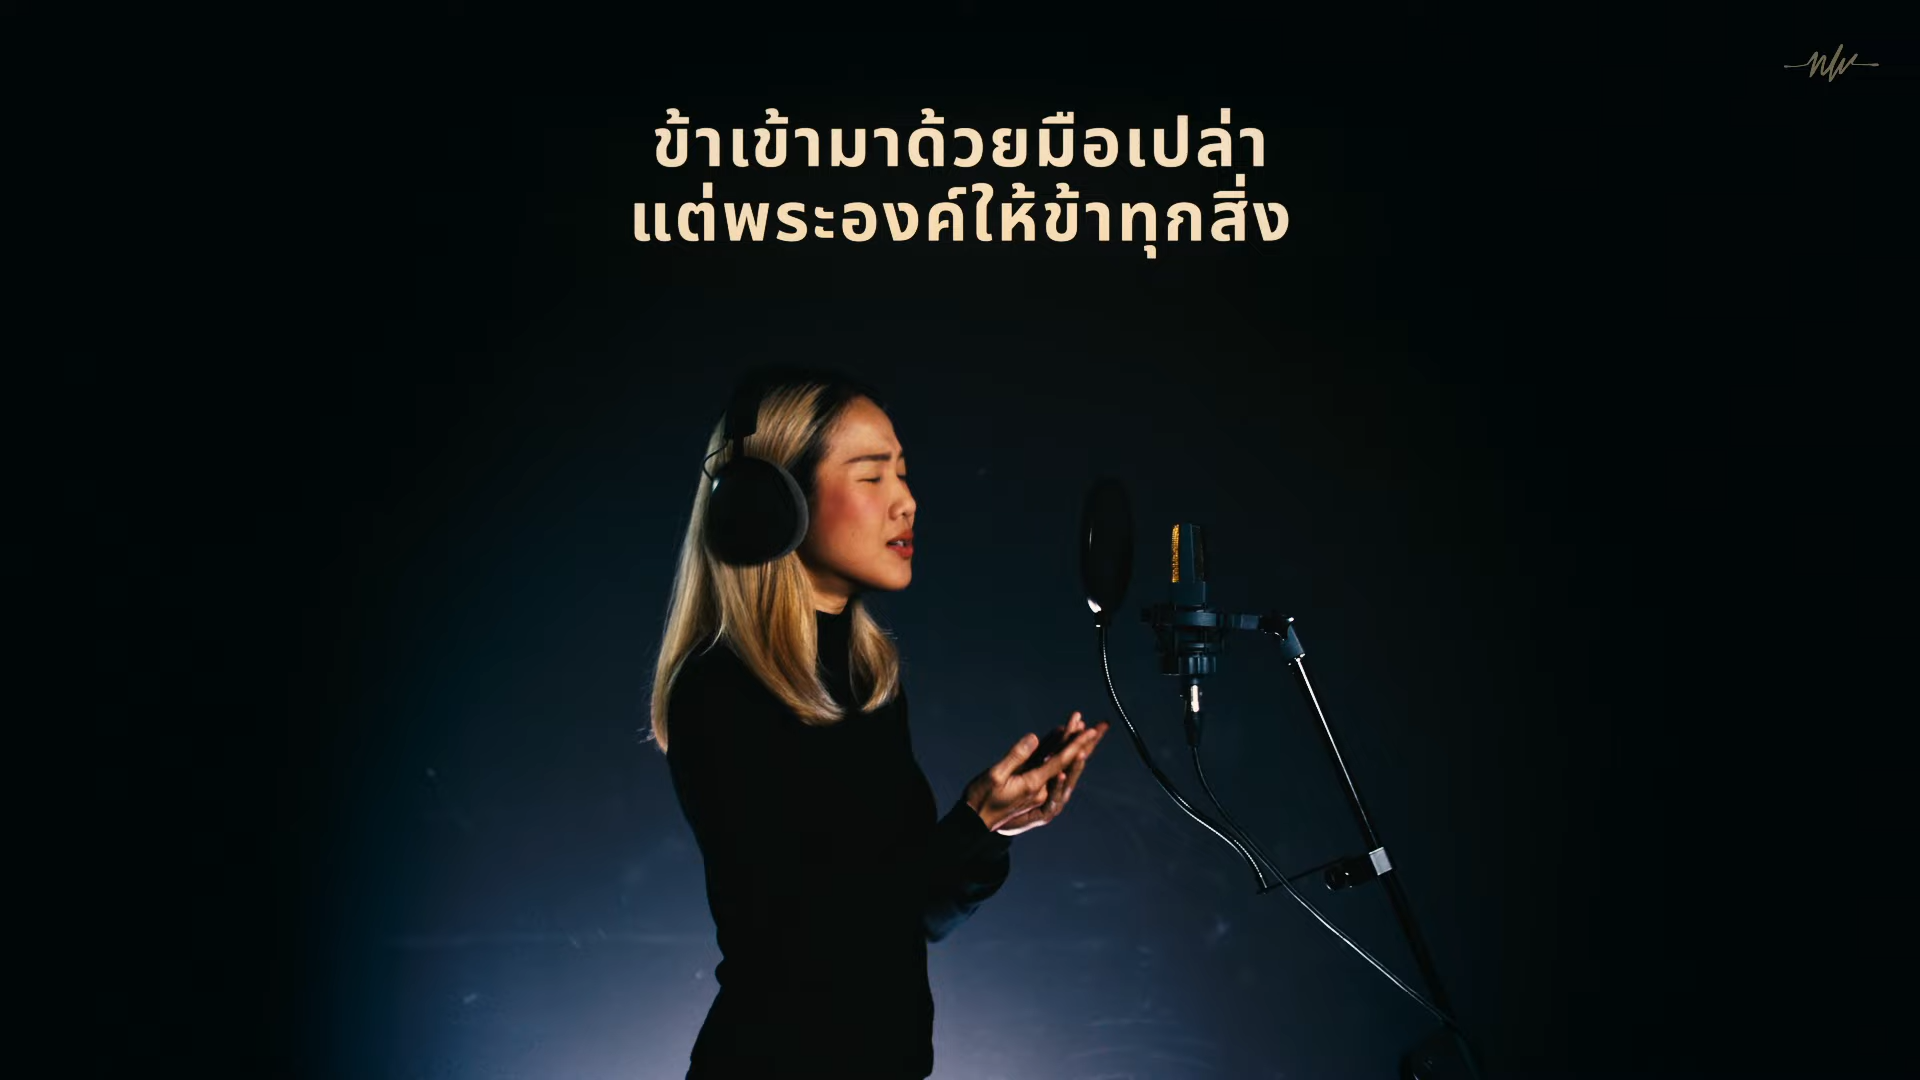 ข้าเข้ามาด้วยมือเปล่า
แต่พระองค์ให้ข้าทุกสิ่ง